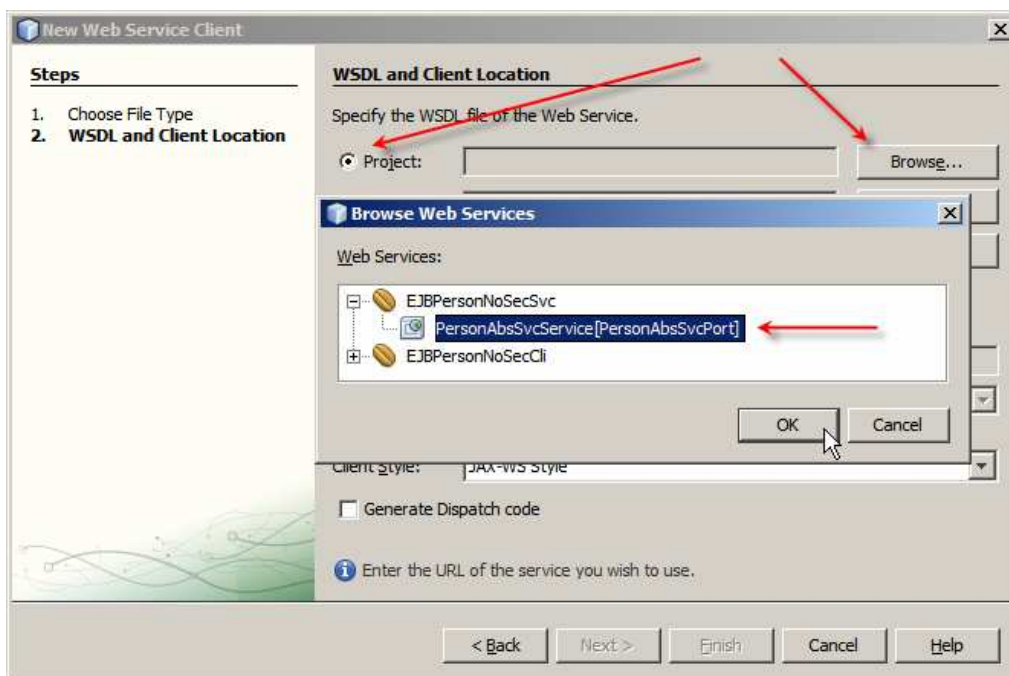 New Web Service Client
Steps
1. Choose File Type
2. WSDL and Client Location
WSDL and Client Location
Specify the WSDL file of the Web Service.
Project:
Browse...
Browse Web Services
Web Services:
EJBPersonNoSecSvc
PersonAbsSvcService[PersonAbsSvcPort]
EJBPersonNoSecCli
OK
Cancel
Client Style:
JAX-WS Style
Generate Dispatch code
Enter the URL of the service you wish to use.
< Back
Next >
Finish
Cancel
Help